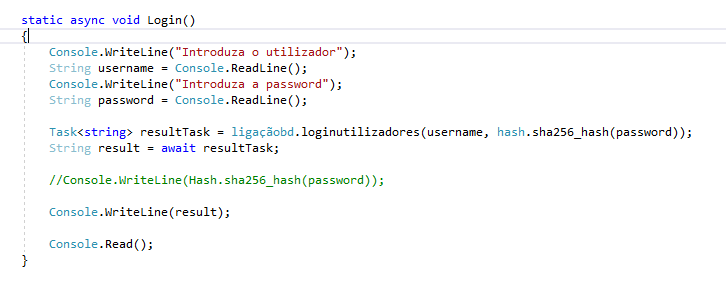 static async void Login()
{
Console.WriteLine("Introduza o utilizador");
String username = Console.ReadLine();
Console.WriteLine("Introduza a password");
String password = Console.ReadLine();
Task<string> resultTask = ligaçãobd.loginutilizadores(username, hash.sha256_hash(password));
String result = await resultTask;
//Console.WriteLine(Hash.sha256_hash(password));
Console.WriteLine(result);
Console.Read();
}